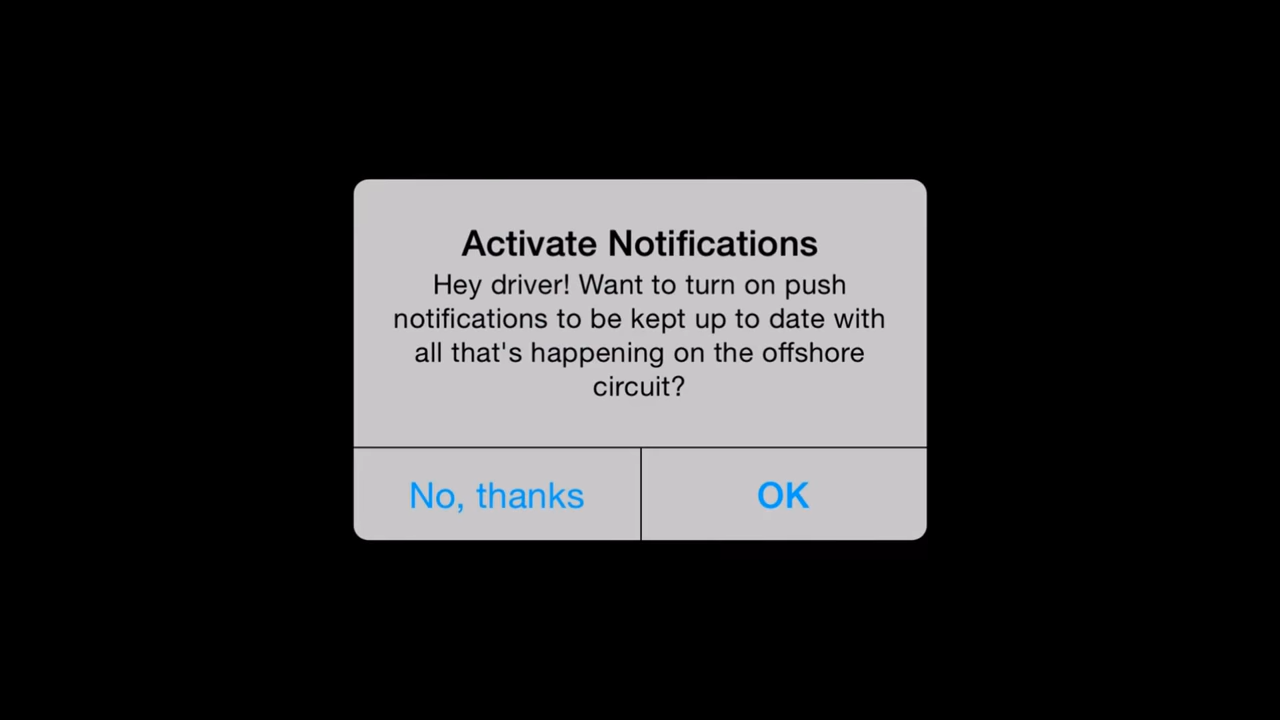 Activate Notifications
Hey driver! Want to turn on push
notifications to be kept up to date with
all that's happening on the offshore
circuit?
No, thanks
OK